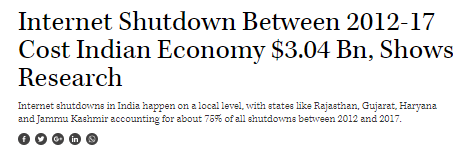 Internet Shutdown Between 2012-17
Cost Indian Economy $3.04 Bn, Shows
Research
Internet shutdowns in India happen on a local level, with states like Rajasthan, Gujarat, Haryana
and Jammu Kashmir accounting for about 75% of all shutdowns between 2012 and 2017.